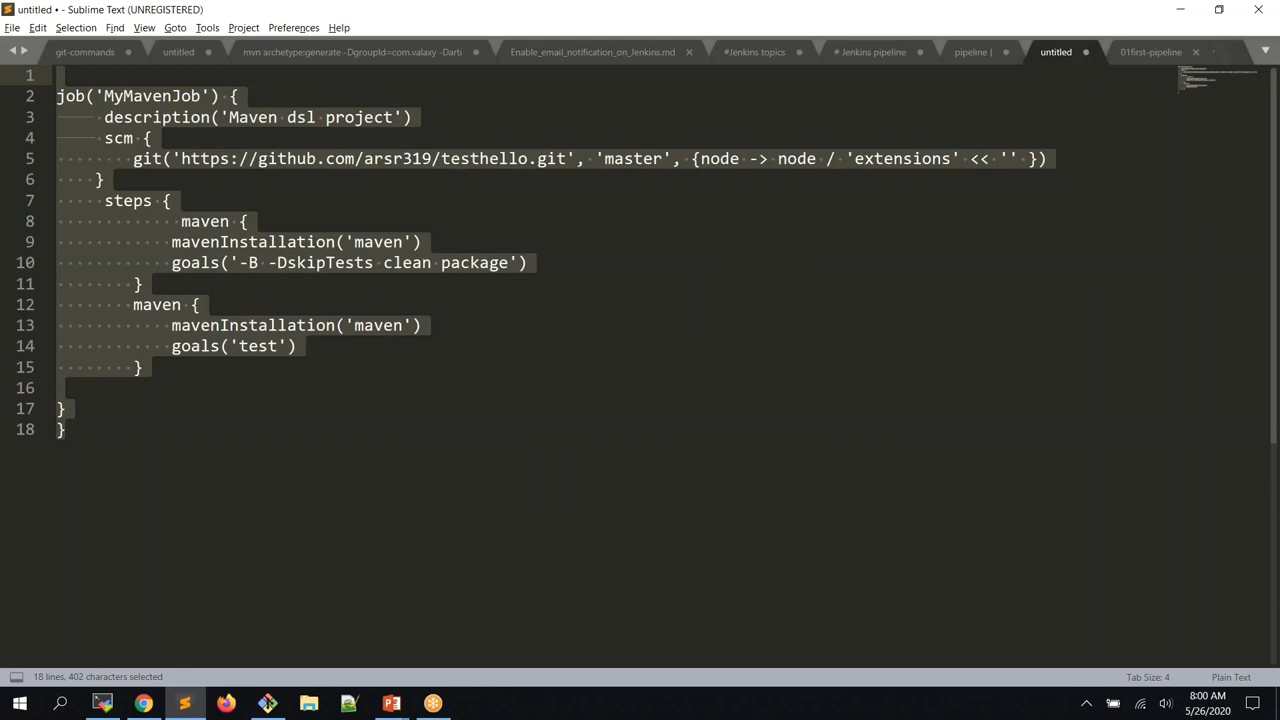 untitled • - Sublime Text (UNREGISTERED)
File Edit Selection Find View Goto Tools Project Preferences Help
git-commands untitled mvn archetype:generate -DgroupId=com.valaxy -Darti Enable_email_notification_on_Jenkins.md #Jenkins topics # Jenkins pipeline pipeline { untitled 01first-pipeline
1
2 job('MyMavenJob') {
3 description('Maven dsl project')
4 scm {
5 git('https://github.com/arsr319/testhello.git', 'master', {node -> node / 'extensions' << '' })
6 }
7 steps {
8 maven {
9 mavenInstallation('maven')
10 goals('-B -DskipTests clean package')
11 }
12 maven {
13 mavenInstallation('maven')
14 goals('test')
15 }
16
17 }
18 }
18 lines, 402 characters selected Tab Size: 4 Plain Text
8:00 AM
5/26/2020